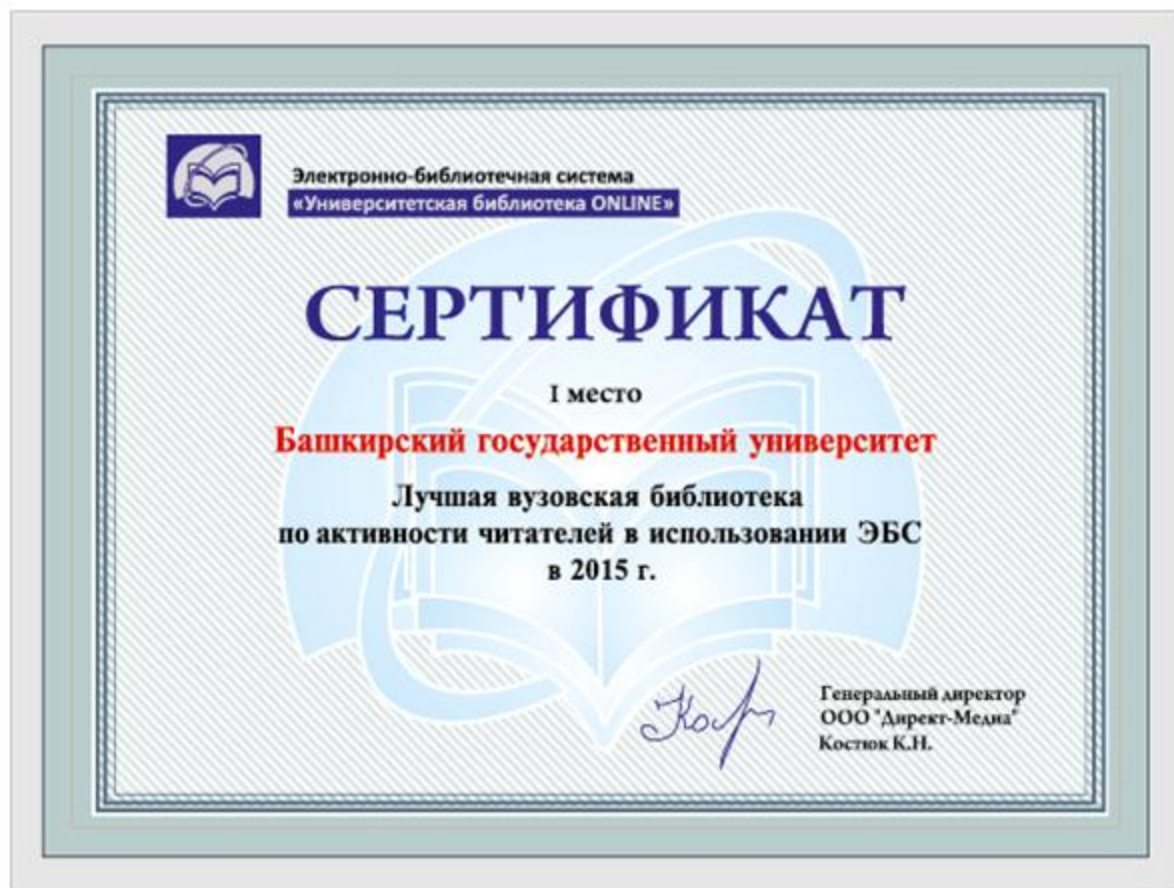 Электронно-библиотечная система
«Университетская библиотека ONLINE»
СЕРТИФИКАТ
I место
Башкирский государственный университет
Лучшая вузовская библиотека
по активности читателей в использовании ЭБС
в 2015 г.
Генеральный директор
ООО "Директ-Медиа"
Костюк К.Н.